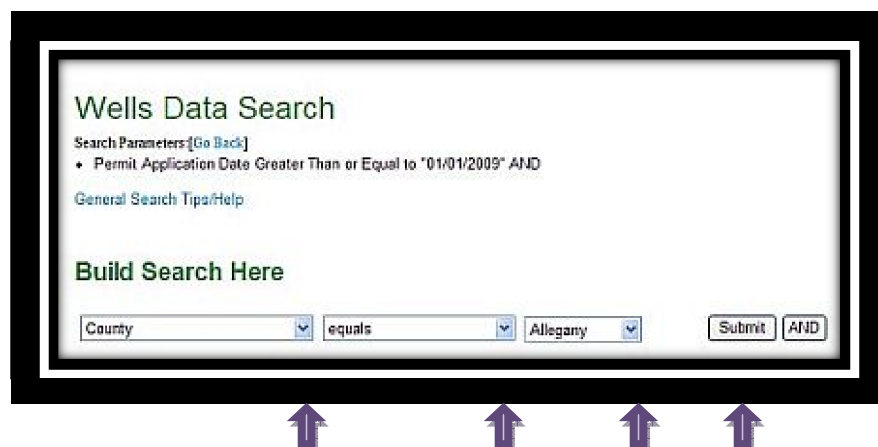 Wells Data Search
Search Parameters:[Go Back]
• Permit Application Date Greater Than or Equal to "01/01/2009" AND
General Search Tips/Help
Build Search Here
County equals Allegany Submit AND